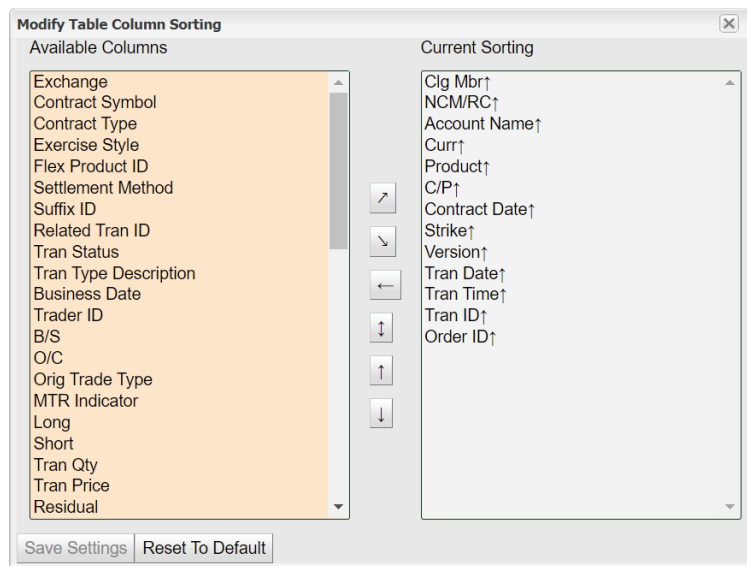 Modify Table Column Sorting
Available Columns
Exchange
Contract Symbol
Contract Type
Exercise Style
Flex Product ID
Settlement Method
Suffix ID
Related Tran ID
Tran Status
Tran Type Description
Business Date
Trader ID
B/S
O/C
Orig Trade Type
MTR Indicator
Long
Short
Tran Qty
Tran Price
Residual
Current Sorting
Clg Mbr↑
NCM/RC↑
Account Name↑
Curr↑
Product↑
C/P↑
Contract Date↑
Strike↑
Version↑
Tran Date↑
Tran Time↑
Tran ID↑
Order ID↑
Save Settings
Reset To Default